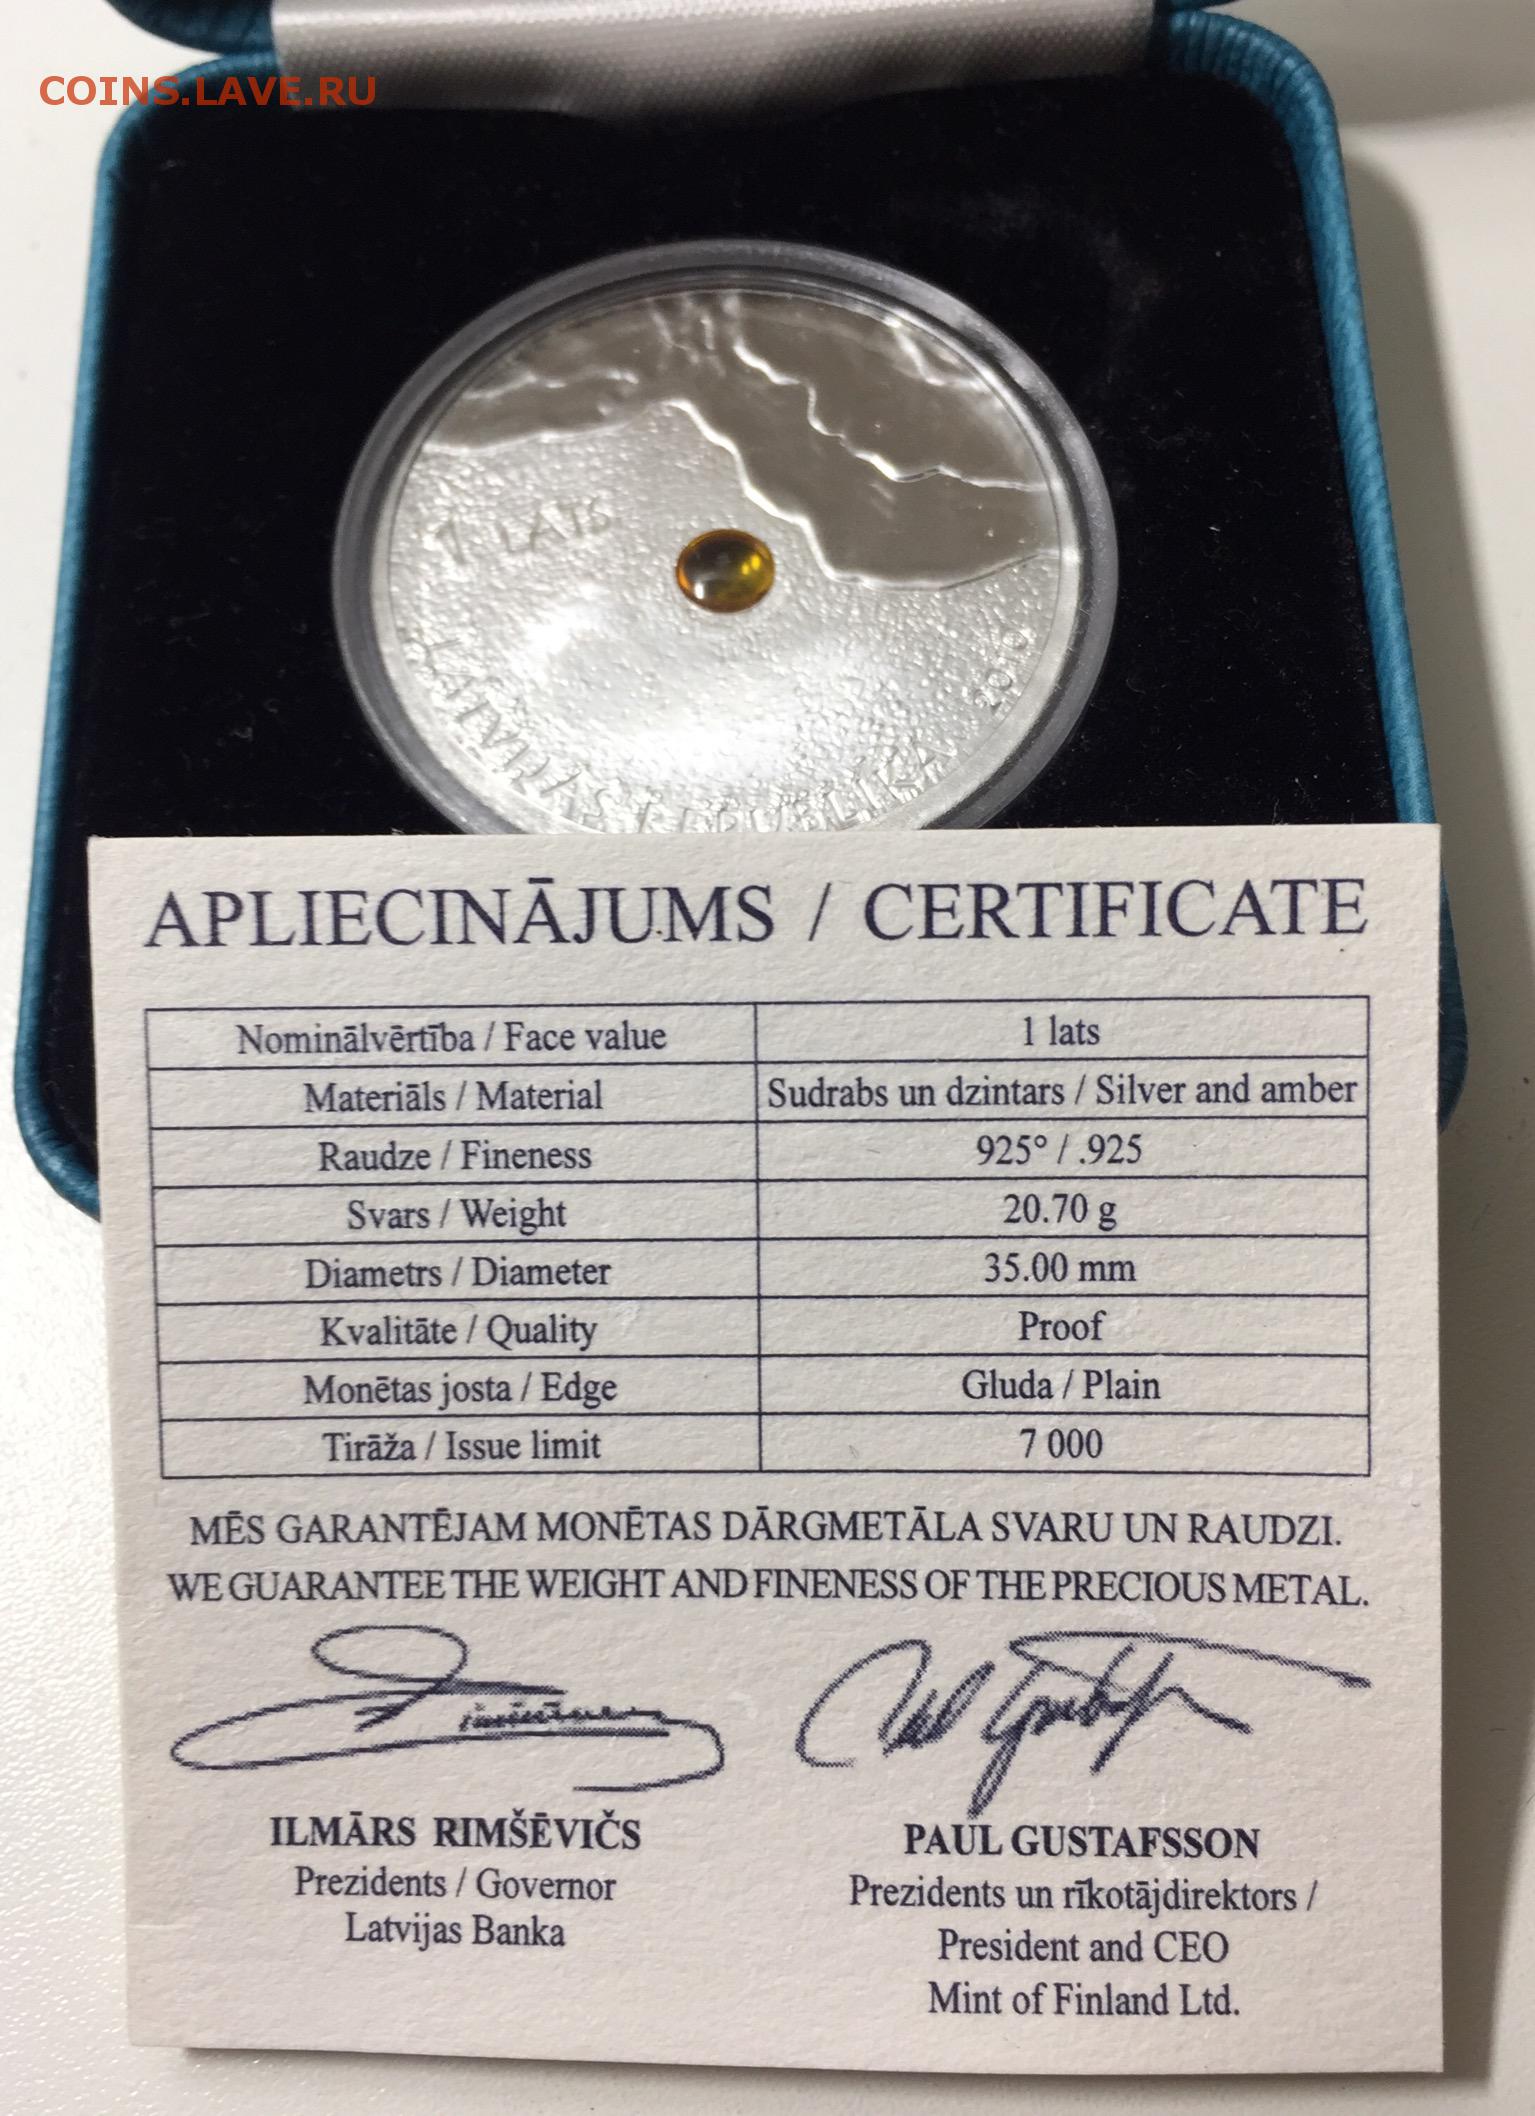 COINS.LAVE.RU
1 LATS
2010
LATVIJAS REPUBLIKA
APLIECINĀJUMS / CERTIFICATE
Nominālvērtība / Face value 1 lats
Materiāls / Material Sudrabs un dzintars / Silver and amber
Raudze / Fineness 925° / .925
Svars / Weight 20.70 g
Diametrs / Diameter 35.00 mm
Kvalitāte / Quality Proof
Monētas josta / Edge Gluda / Plain
Tirāža / Issue limit 7 000
MĒS GARANTĒJAM MONĒTAS DĀRGMETĀLA SVARU UN RAUDZI.
WE GUARANTEE THE WEIGHT AND FINENESS OF THE PRECIOUS METAL.
ILMĀRS RIMŠĒVIČS
Prezidents / Governor
Latvijas Banka
PAUL GUSTAFSSON
Prezidents un rīkotājdirektors /
President and CEO
Mint of Finland Ltd.